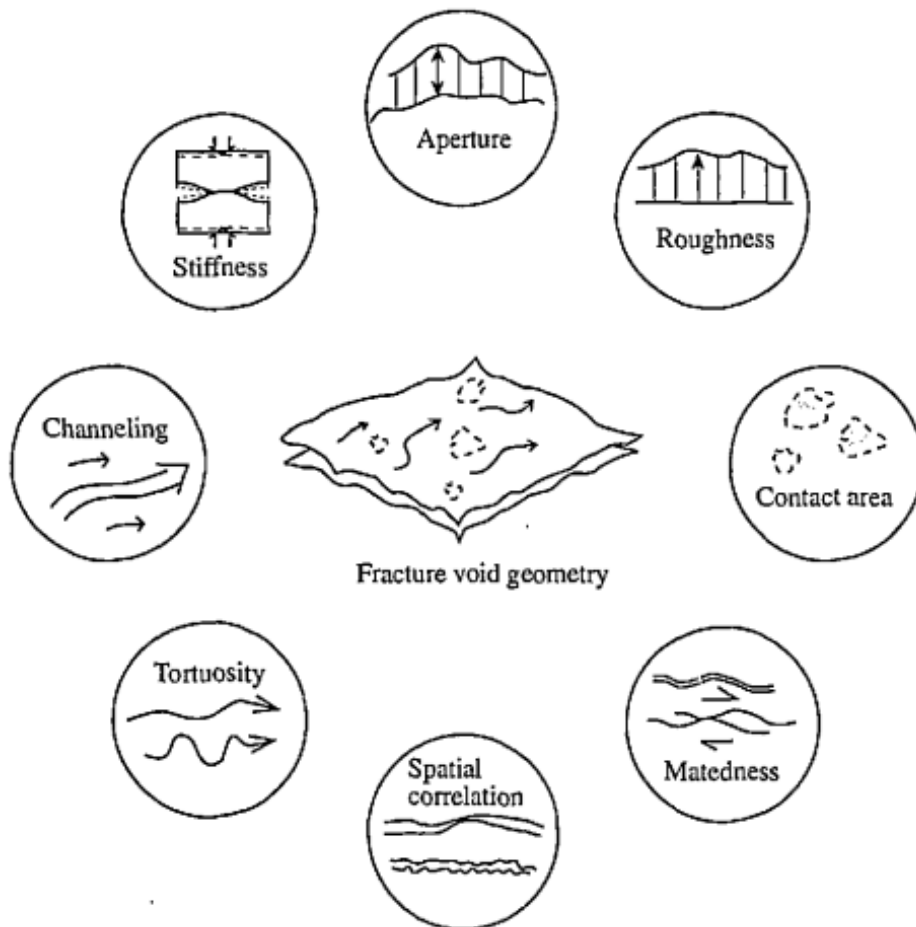 Aperture
Stiffness
Roughness
Channeling
Contact area
Fracture void geometry
Tortuosity
Matedness
Spatial
correlation